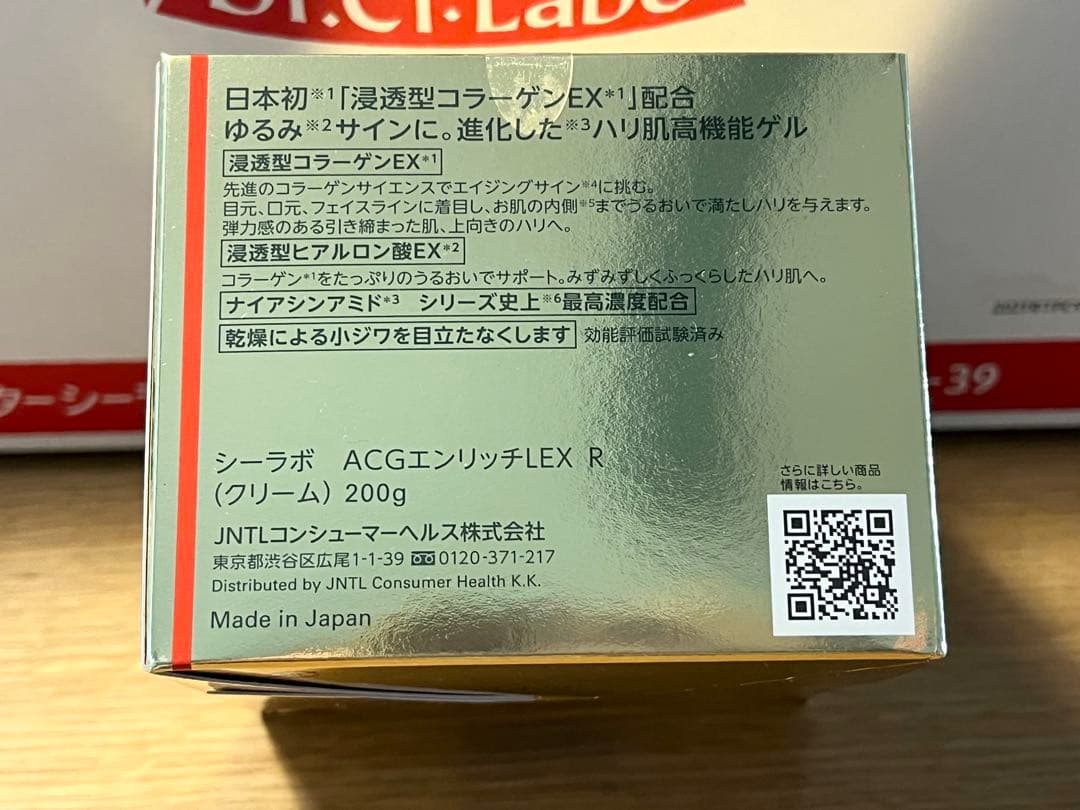 Dr.Ci:Labo
日本初※1「浸透型コラーゲンEX*1」配合
ゆるみ※2サインに。進化した※3ハリ肌高機能ゲル
浸透型コラーゲンEX*1
先進のコラーゲンサイエンスでエイジングサイン※4に挑む。
目元、口元、フェイスラインに着目し、お肌の内側※5までうるおいで満たしハリを与えます。
弾力感のある引き締まった肌、上向きのハリへ。
浸透型ヒアルロン酸EX*2
コラーゲン*1をたっぷりのうるおいでサポート。みずみずしくふっくらしたハリ肌へ。
ナイアシンアミド*3 シリーズ史上※6最高濃度配合
乾燥による小ジワを目立たなくします 効能評価試験済み
シーラボ ACGエンリッチLEX R
(クリーム) 200g
JNTLコンシューマーヘルス株式会社
東京都渋谷区広尾1-1-39 0120-371-217
Distributed by JNTL Consumer Health K.K.
Made in Japan
さらに詳しい商品
情報はこちら。
ターシー
-39